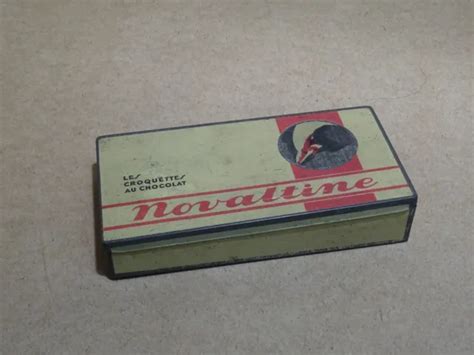 LES
CROQUETTES
AU CHOCOLAT
Novaltine